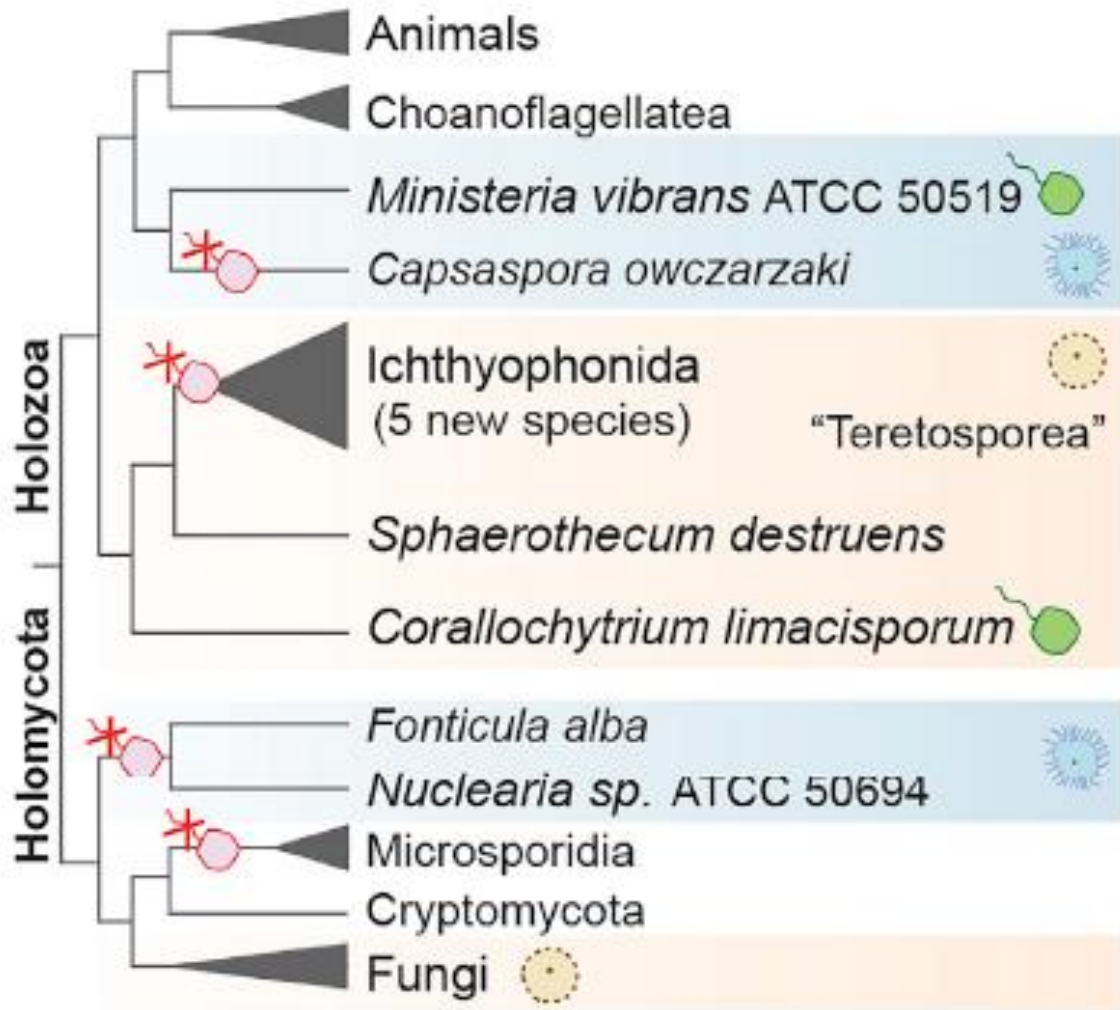 Animals
Choanoflagellatea
Ministeria vibrans ATCC 50519
Capsaspora owczarzaki
Ichthyophonida
(5 new species)
“Teretosporea”
Sphaerothecum destruens
Corallochytrium limacisporum
Fonticula alba
Nuclearia sp. ATCC 50694
Microsporidia
Cryptomycota
Fungi
Holozoa
Holomycota